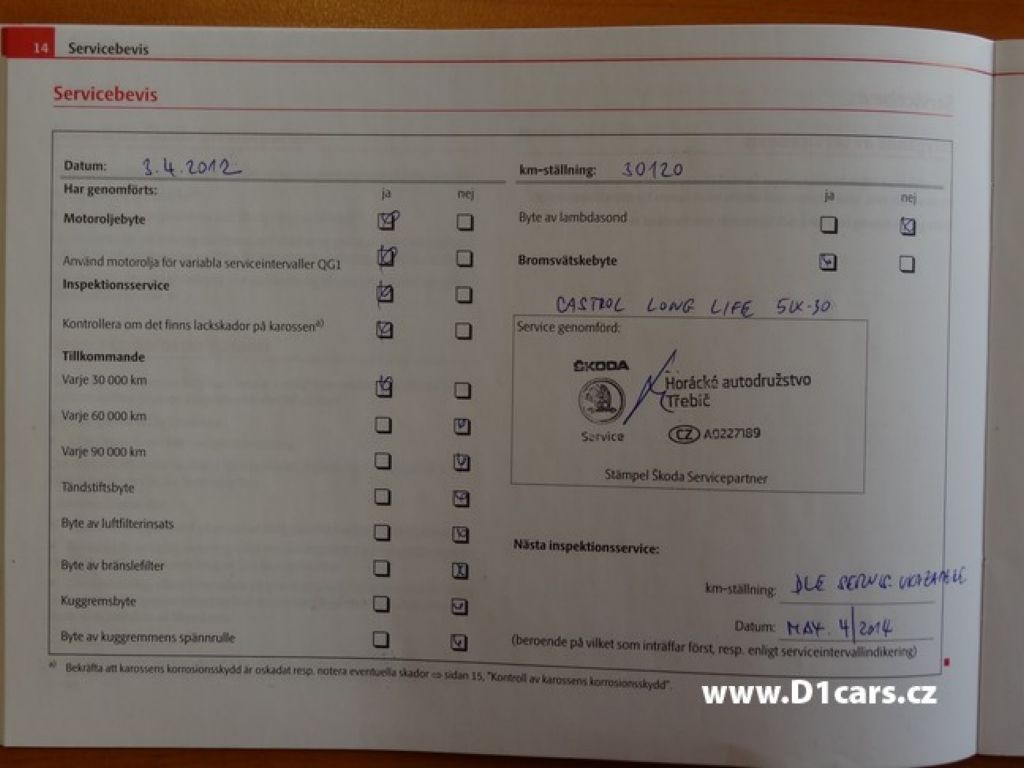 14 Servicebevis
Servicebevis
Datum: 3.4.2012
km-ställning: 30120
Har genomförts: ja nej
ja nej
Motoroljebyte
Byte av lambdasond
Använd motorolja för variabla serviceintervaller QG1
Bromsvätskebyte
Inspektionsservice
CASTROL LONG LIFE 5W-30
Kontrollera om det finns lackskador på karossen a)
Service genomförd:
Tillkommande
Varje 30 000 km
Varje 60 000 km
Varje 90 000 km
Tändstiftsbyte
Byte av luftfilterinsats
Byte av bränslefilter
Kuggremsbyte
Byte av kuggremmens spännrulle
ŠKODA
Service
Horácké autodružstvo
Třebíč
CZ A0227189
Stämpel Škoda Servicepartner
Nästa inspektionsservice:
km-ställning: DLE SERVIS. UKAZATELE
Datum: MAX. 4/2014
(beroende på vilket som inträffar först, resp. enligt serviceintervallindikering)
a) Bekräfta att karossens korrosionsskydd är oskadat resp. notera eventuella skador ⇨ sidan 15, "Kontroll av karossens korrosionsskydd".
www.D1cars.cz